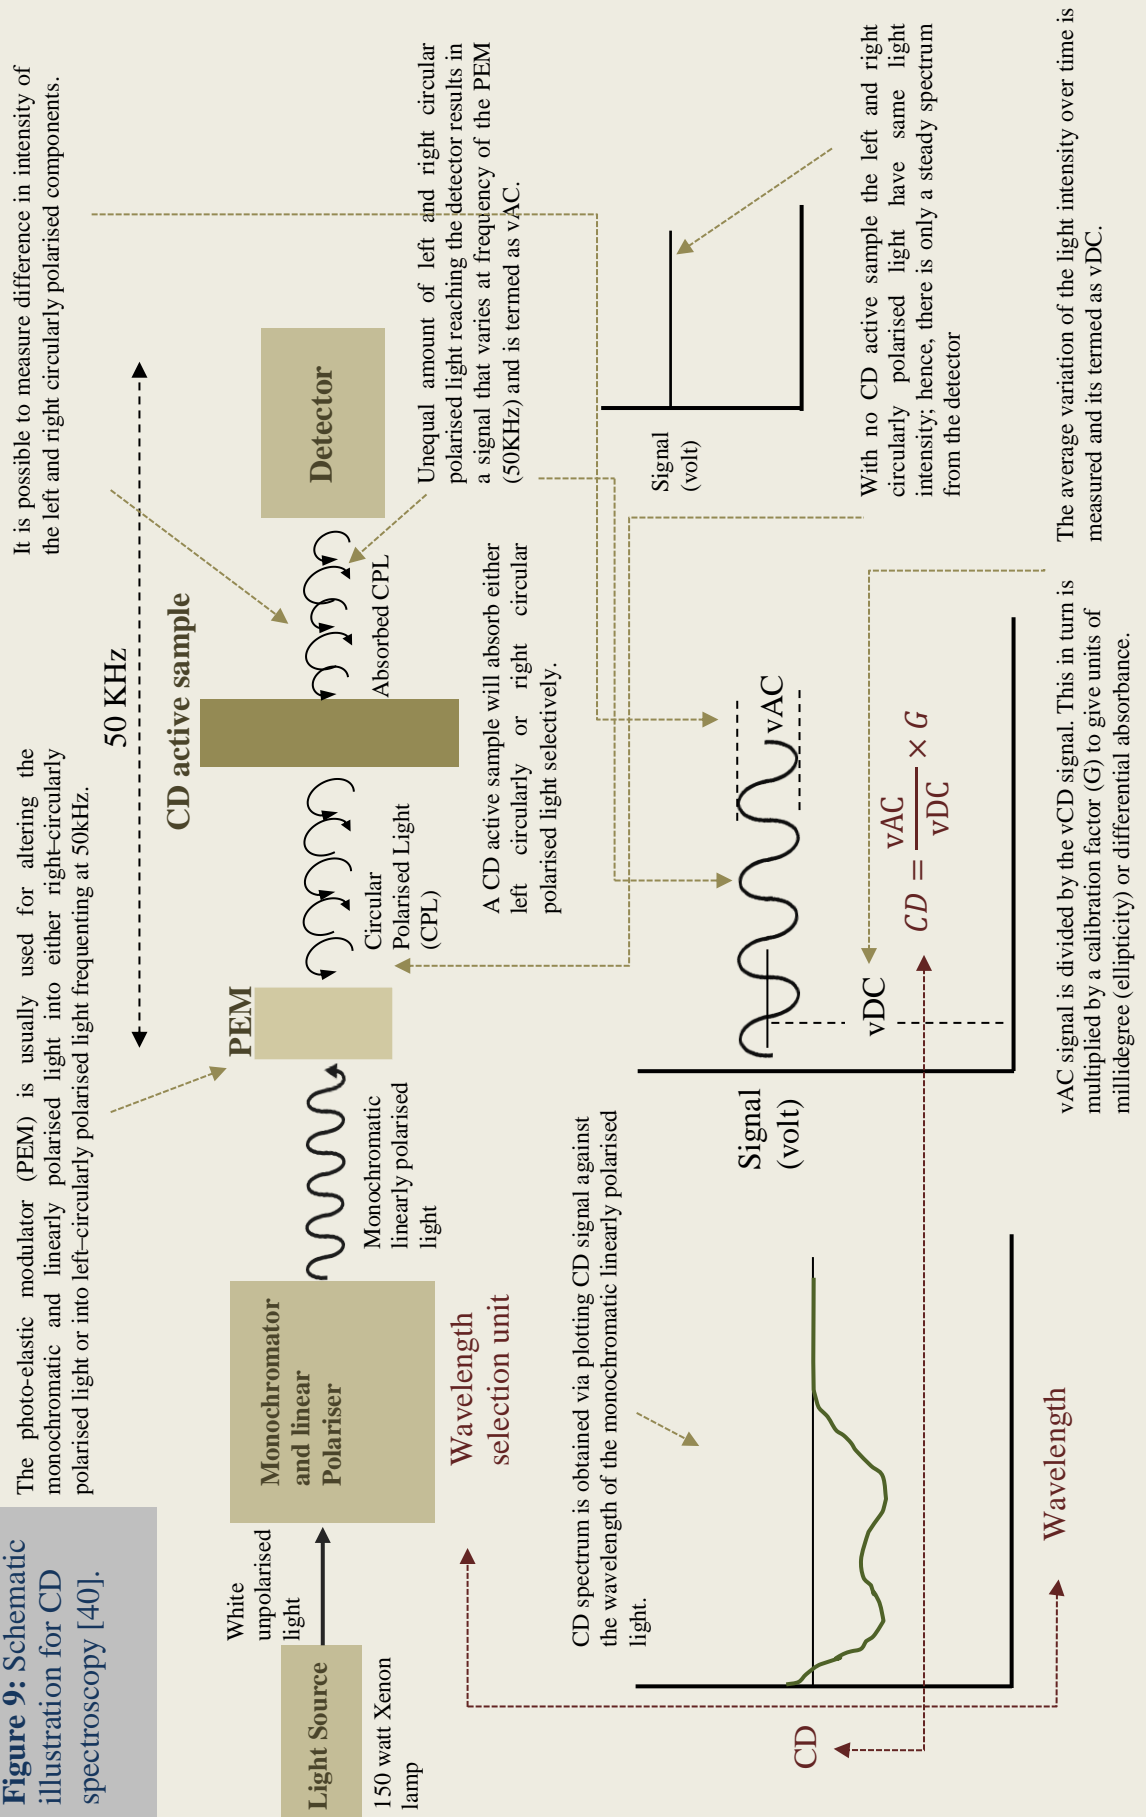 Figure 9: Schematic
illustration for CD
spectroscopy [40].
The photo-elastic modulator (PEM) is usually used for altering the
monochromatic and linearly polarised light into either right–circularly
polarised light or into left–circularly polarised light frequenting at 50kHz.
It is possible to measure difference in intensity of
the left and right circularly polarised components.
50 KHz
CD active sample
PEM
Light Source
150 watt Xenon
lamp
White
unpolarised
light
Monochromator
and linear
Polariser
Wavelength
selection unit
Monochromatic
linearly polarised
light
Circular
Polarised Light
(CPL)
Absorbed CPL
Detector
A CD active sample will absorb either
left circularly or right circular
polarised light selectively.
Unequal amount of left and right circular
polarised light reaching the detector results in
a signal that varies at frequency of the PEM
(50KHz) and is termed as vAC.
CD spectrum is obtained via plotting CD signal against
the wavelength of the monochromatic linearly polarised
light.
CD
Wavelength
Signal
(volt)
vAC
vDC
CD = vAC / vDC × G
Signal
(volt)
With no CD active sample the left and right
circularly polarised light have same light
intensity; hence, there is only a steady spectrum
from the detector
vAC signal is divided by the vCD signal. This in turn is
multiplied by a calibration factor (G) to give units of
millidegree (ellipticity) or differential absorbance.
The average variation of the light intensity over time is
measured and its termed as vDC.